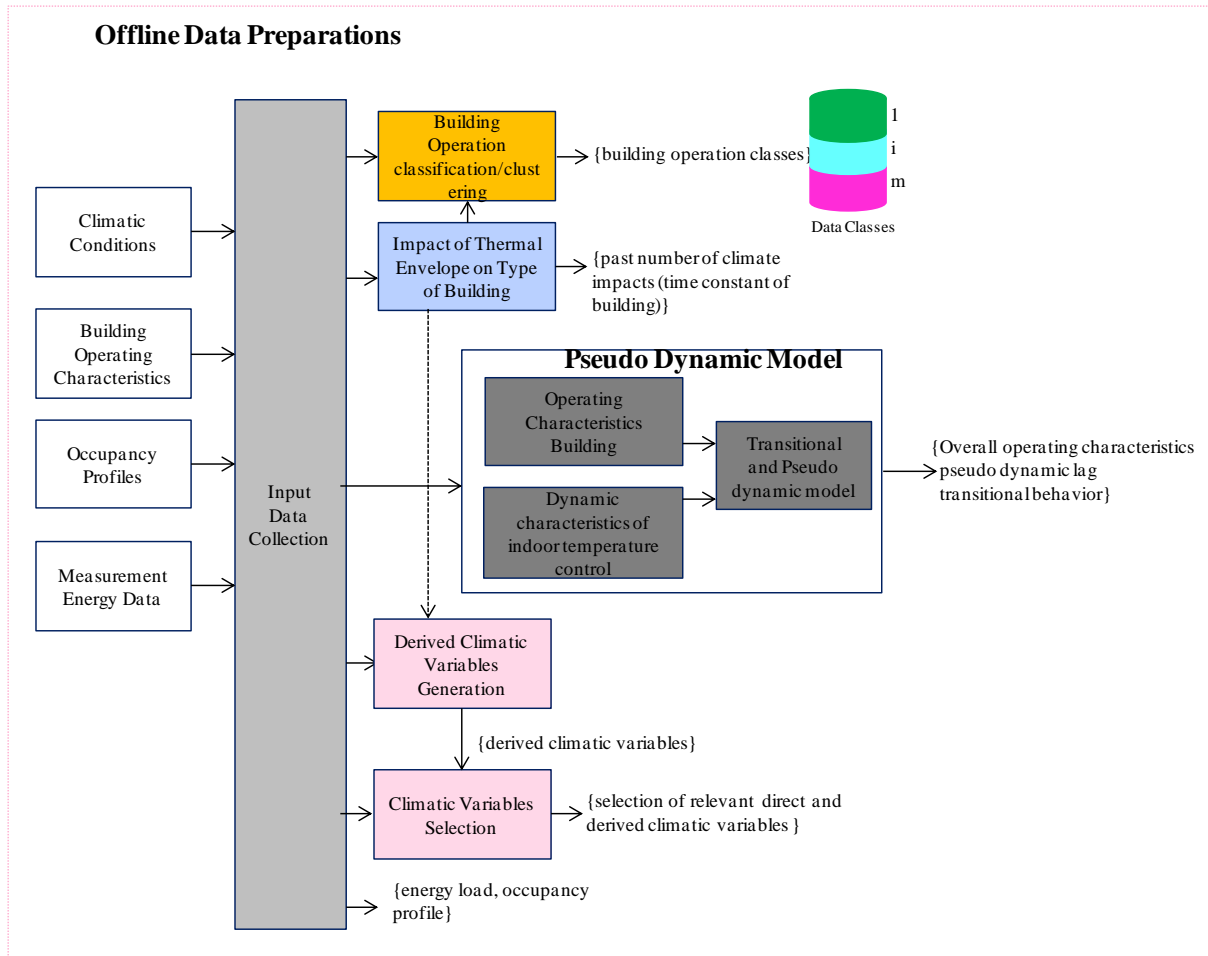 Offline Data Preparations
Climatic
Conditions
Building
Operating
Characteristics
Occupancy
Profiles
Measurement
Energy Data
Input
Data
Collection
Building
Operation
classification/clust
ering
{building operation classes}
1
i
m
Data Classes
Impact of Thermal
Envelope on Type
of Building
{past number of climate
impacts (time constant of
building)}
Pseudo Dynamic Model
Operating
Characteristics
Building
Dynamic
characteristics of
indoor temperature
control
Transitional
and Pseudo
dynamic model
{Overall operating characteristics
pseudo dynamic lag
transitional behavior}
Derived Climatic
Variables
Generation
{derived climatic variables}
Climatic Variables
Selection
{selection of relevant direct and
derived climatic variables }
{energy load, occupancy
profile}